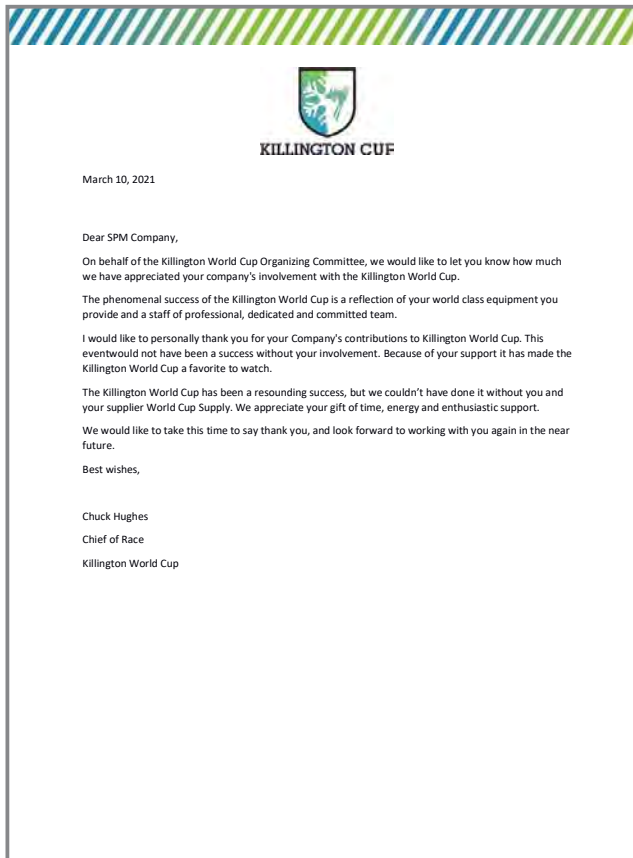 KILLINGTON CUP
March 10, 2021
Dear SPM Company,
On behalf of the Killington World Cup Organizing Committee, we would like to let you know how much
we have appreciated your company's involvement with the Killington World Cup.
The phenomenal success of the Killington World Cup is a reflection of your world class equipment you
provide and a staff of professional, dedicated and committed team.
I would like to personally thank you for your Company's contributions to Killington World Cup. This
eventwould not have been a success without your involvement. Because of your support it has made the
Killington World Cup a favorite to watch.
The Killington World Cup has been a resounding success, but we couldn’t have done it without you and
your supplier World Cup Supply. We appreciate your gift of time, energy and enthusiastic support.
We would like to take this time to say thank you, and look forward to working with you again in the near
future.
Best wishes,
Chuck Hughes
Chief of Race
Killington World Cup